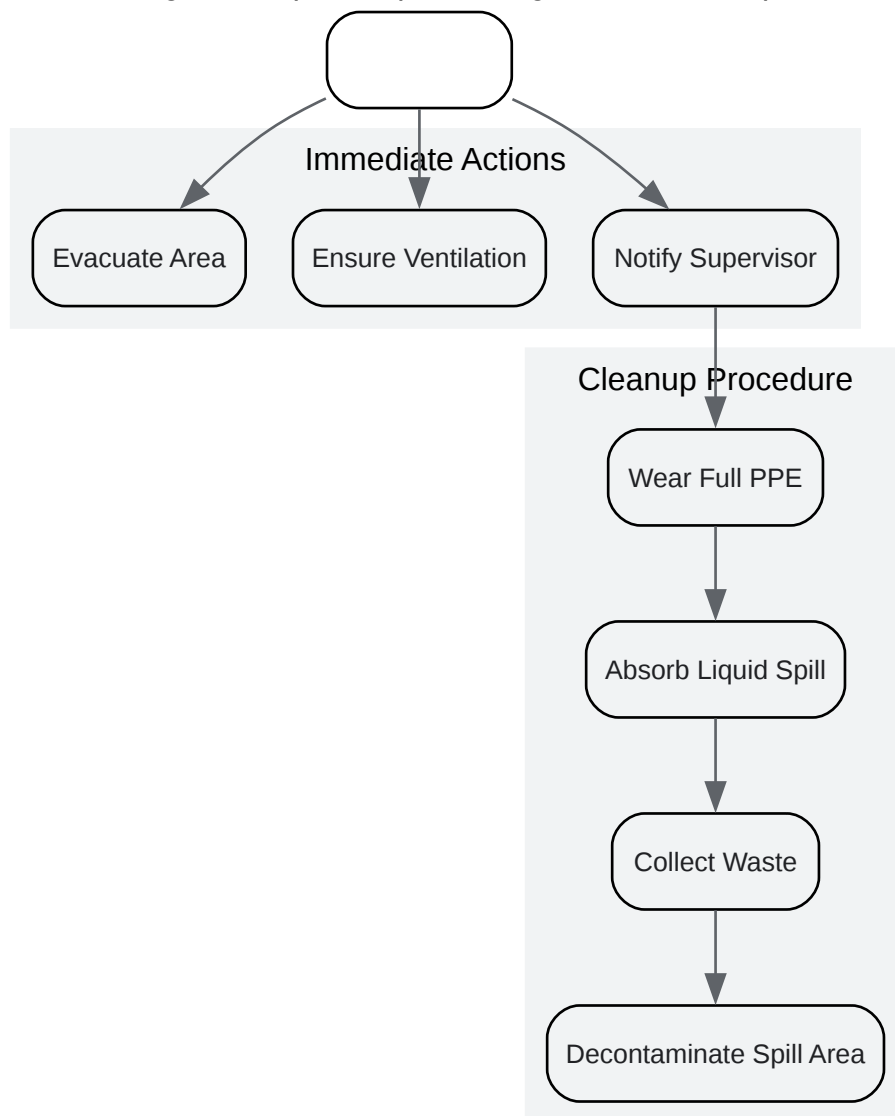 Immediate Actions
Evacuate Area
Ensure Ventilation
Notify Supervisor
Cleanup Procedure
Wear Full PPE
Absorb Liquid Spill
Collect Waste
Decontaminate Spill Area